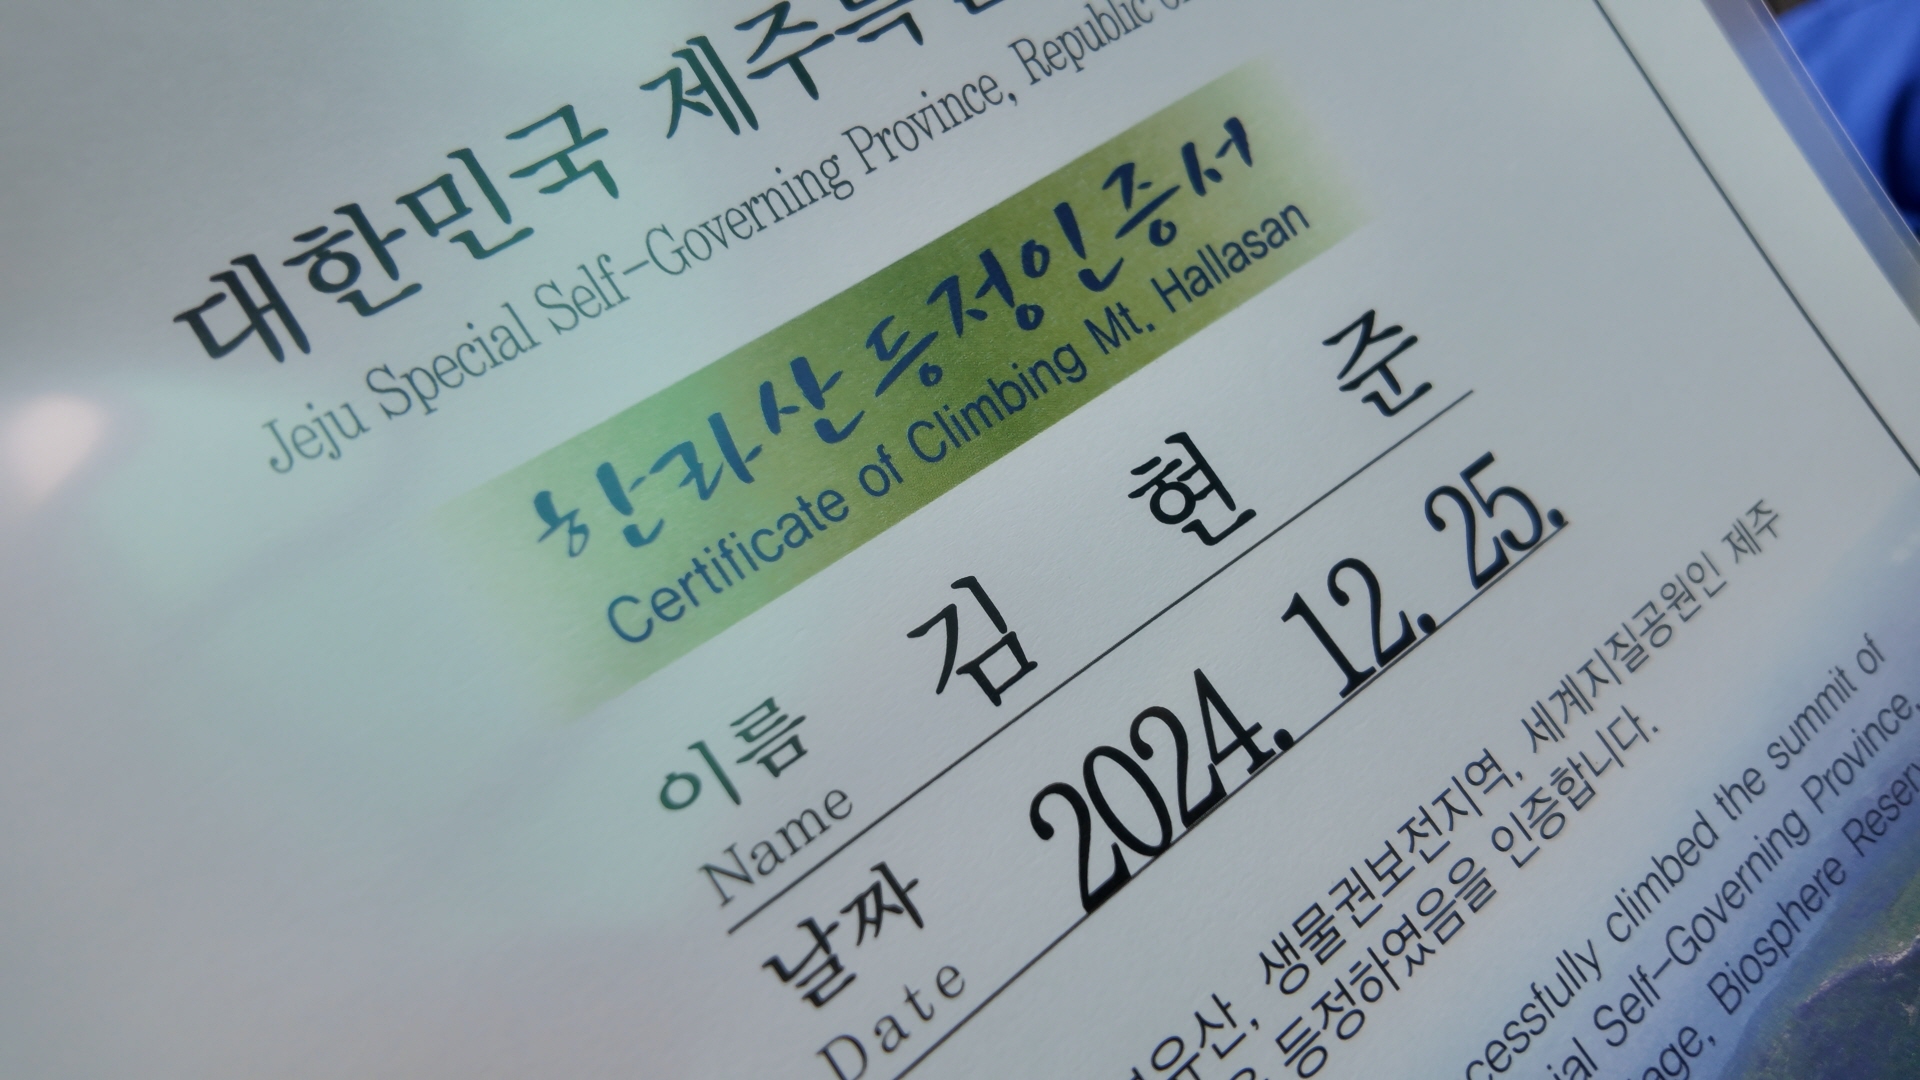 대한민국 제주특
Jeju Special Self-Governing Province, Republic
한라산등정인증서
Certificate of Climbing Mt. Hallasan
이름 김 현 준
Name
날짜 2024. 12. 25.
Date
생물권보전지역, 세계지질공원인 제주
등정하였음을 인증합니다.
cessfully climbed the summit of
ial Self-Governing Province,
age, Biosphere Reserv